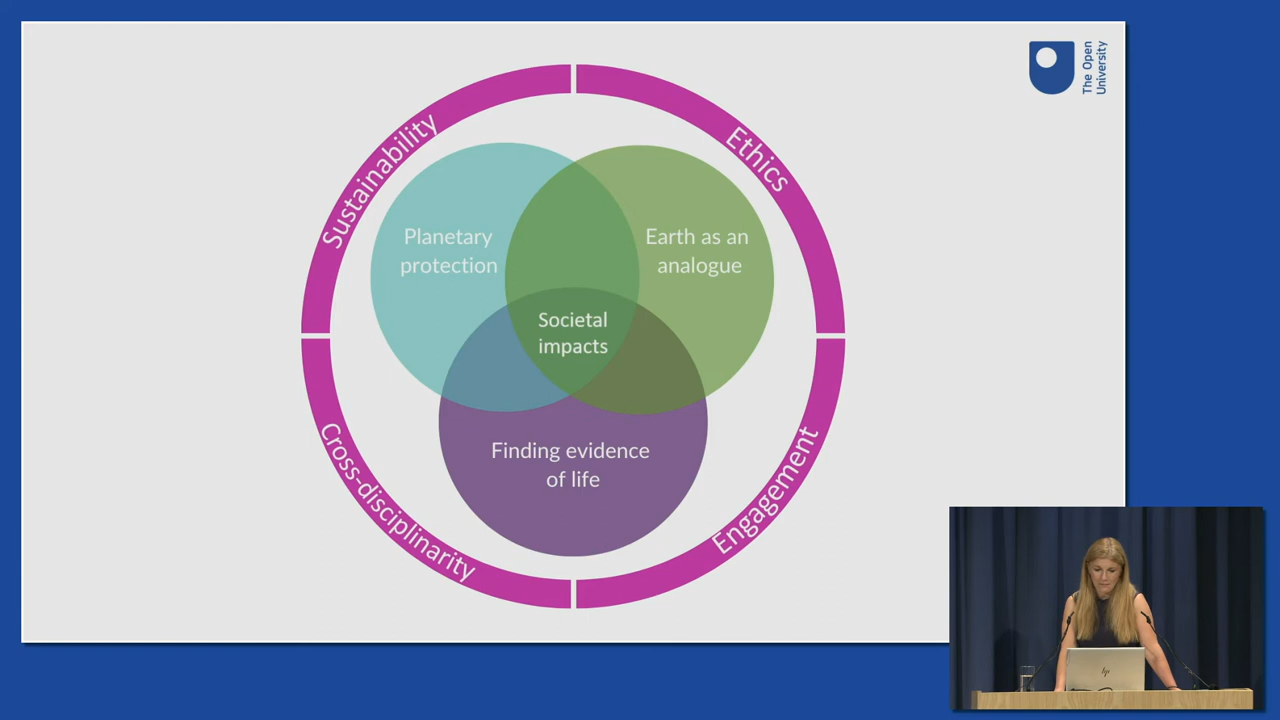 The Open
University
Sustainability
Ethics
Planetary
protection
Earth as an
analogue
Societal
impacts
Finding evidence
of life
Cross-disciplinarity
Engagement
hp